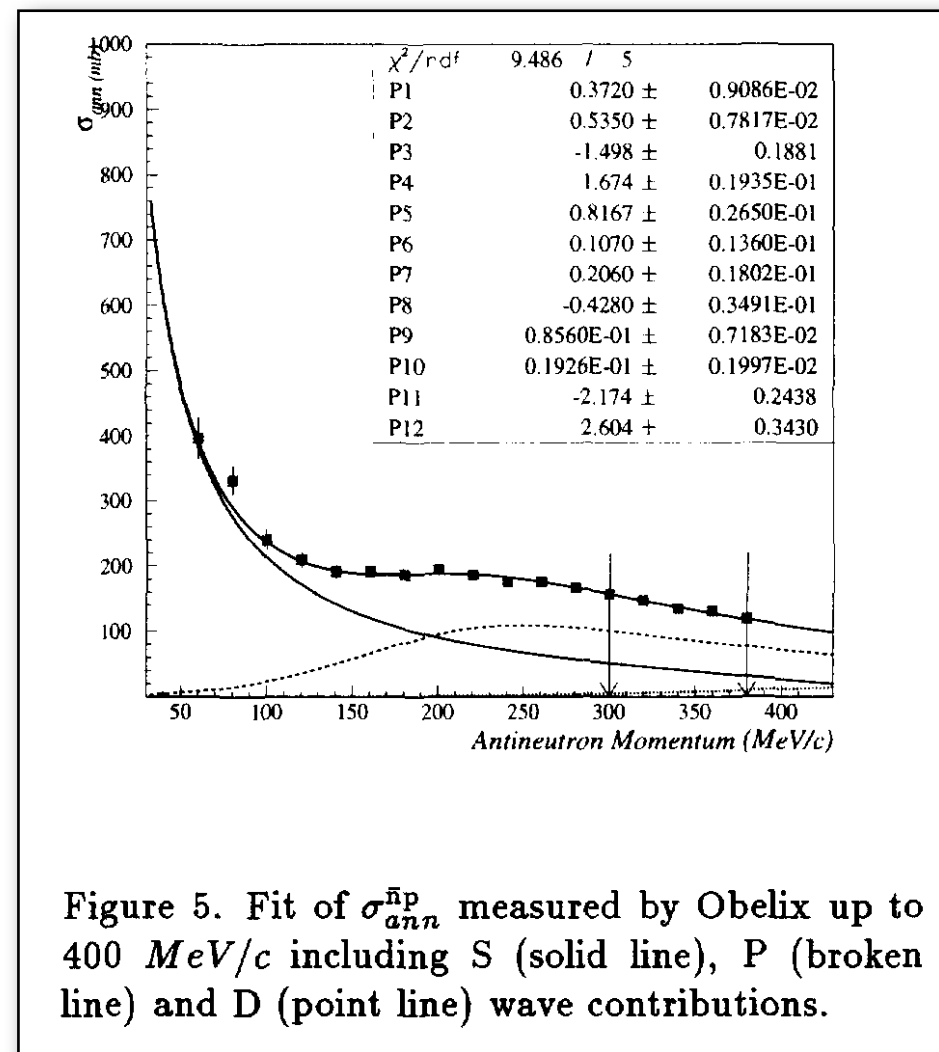 σann (mb)
1000
900
800
700
600
500
400
300
200
100
χ²/ndf 9.486 / 5
P1 0.3720 ± 0.9086E-02
P2 0.5350 ± 0.7817E-02
P3 -1.498 ± 0.1881
P4 1.674 ± 0.1935E-01
P5 0.8167 ± 0.2650E-01
P6 0.1070 ± 0.1360E-01
P7 0.2060 ± 0.1802E-01
P8 -0.4280 ± 0.3491E-01
P9 0.8560E-01 ± 0.7183E-02
P10 0.1926E-01 ± 0.1997E-02
P11 -2.174 ± 0.2438
P12 2.604 ± 0.3430
50 100 150 200 250 300 350 400
Antineutron Momentum (MeV/c)
Figure 5. Fit of σ^{n̄p}_{ann} measured by Obelix up to
400 MeV/c including S (solid line), P (broken
line) and D (point line) wave contributions.